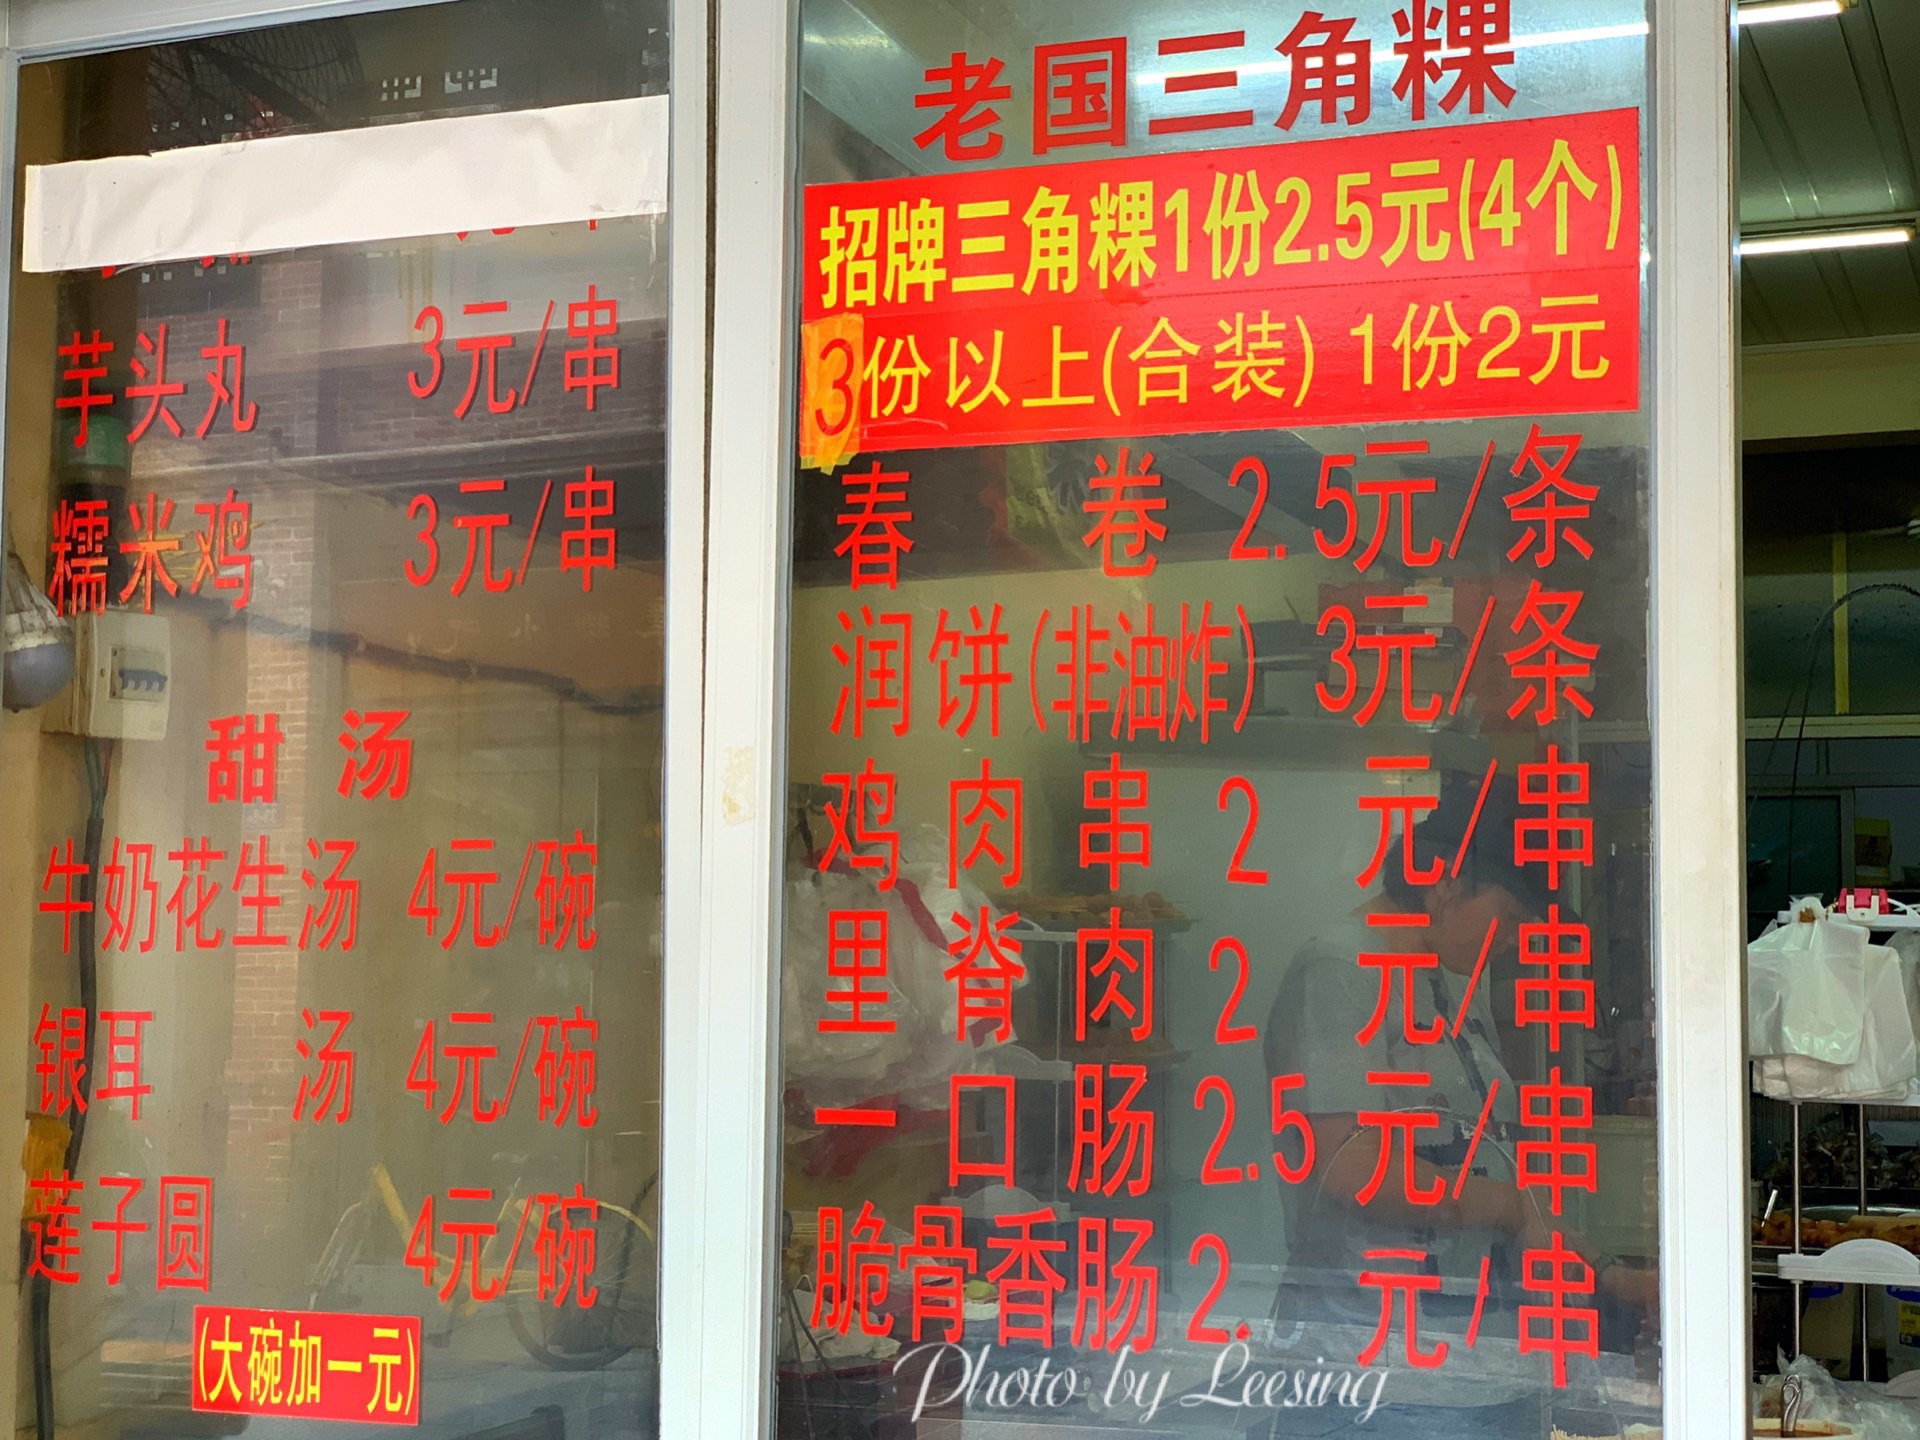 芋头丸 3元/串
糯米鸡 3元/串
甜 汤
牛奶花生汤 4元/碗
银耳 汤 4元/碗
莲子圆 4元/碗
(大碗加一元)
老国三角粿
招牌三角粿1份2.5元(4个)
3份以上(合装) 1份2元
春 卷 2.5元/条
润饼(非油炸) 3元/条
鸡肉串 2 元/串
里脊肉 2 元/串
一口肠 2.5 元/串
脆骨香肠 2. 元/串
Photo by Leesing